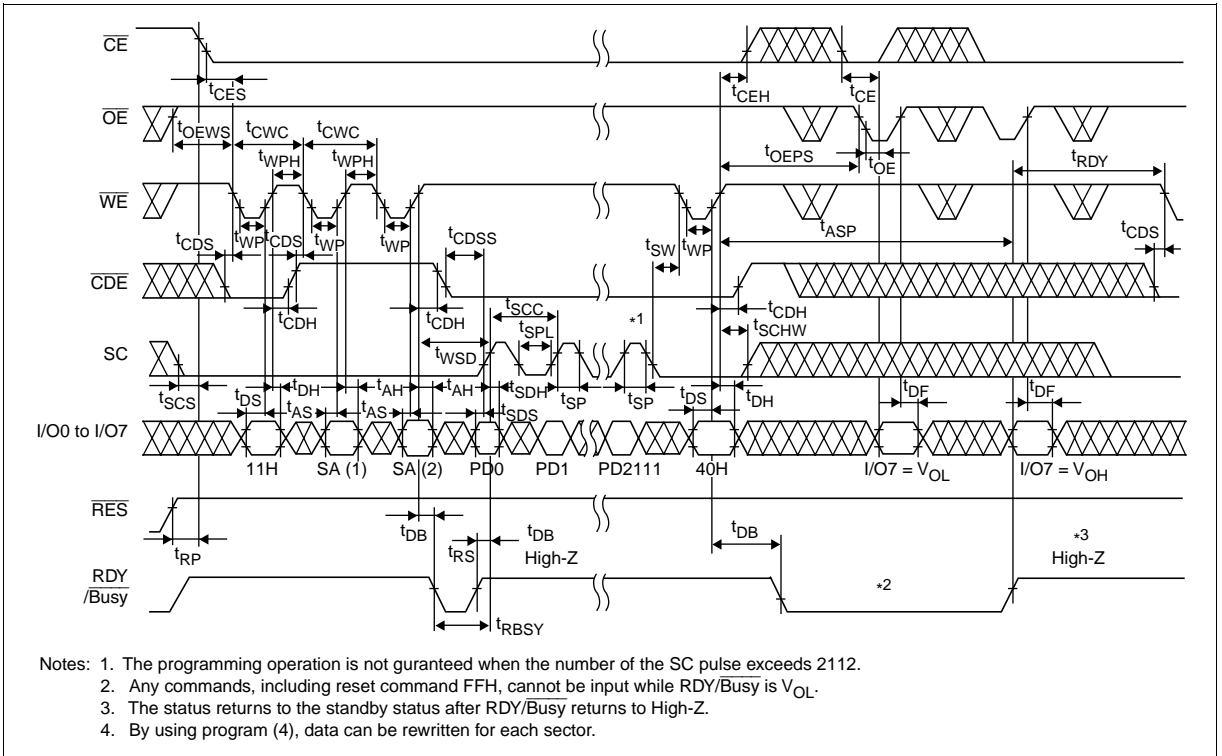 CE
tCES
tCEH
tCE
OE
tOEWS
tCWC
tCWC
tWPH
tWPH
tOEPS
tOE
tRDY
WE
tCDS
tWP
tCDS
tWP
tWP
tCDSS
tSW
tWP
tASP
tCDS
CDE
tCDH
tCDH
tSCC
tSPL
*1
tCDH
tSCHW
SC
tWSD
tSCS
tDS
tDH
tAS
tAH
tAS
tAH
tSDH
tSDS
tSP
tSP
tDS
tDH
tDF
tDF
I/O0 to I/O7
11H
SA (1)
SA (2)
PD0
PD1
PD2111
40H
I/O7 = VOL
I/O7 = VOH
RES
tRP
tDB
tRS
tDB
High-Z
tDB
*3
High-Z
RDY
/Busy
*2
tRBSY
Notes: 1. The programming operation is not guranteed when the number of the SC pulse exceeds 2112.
2. Any commands, including reset command FFH, cannot be input while RDY/Busy is VOL.
3. The status returns to the standby status after RDY/Busy returns to High-Z.
4. By using program (4), data can be rewritten for each sector.